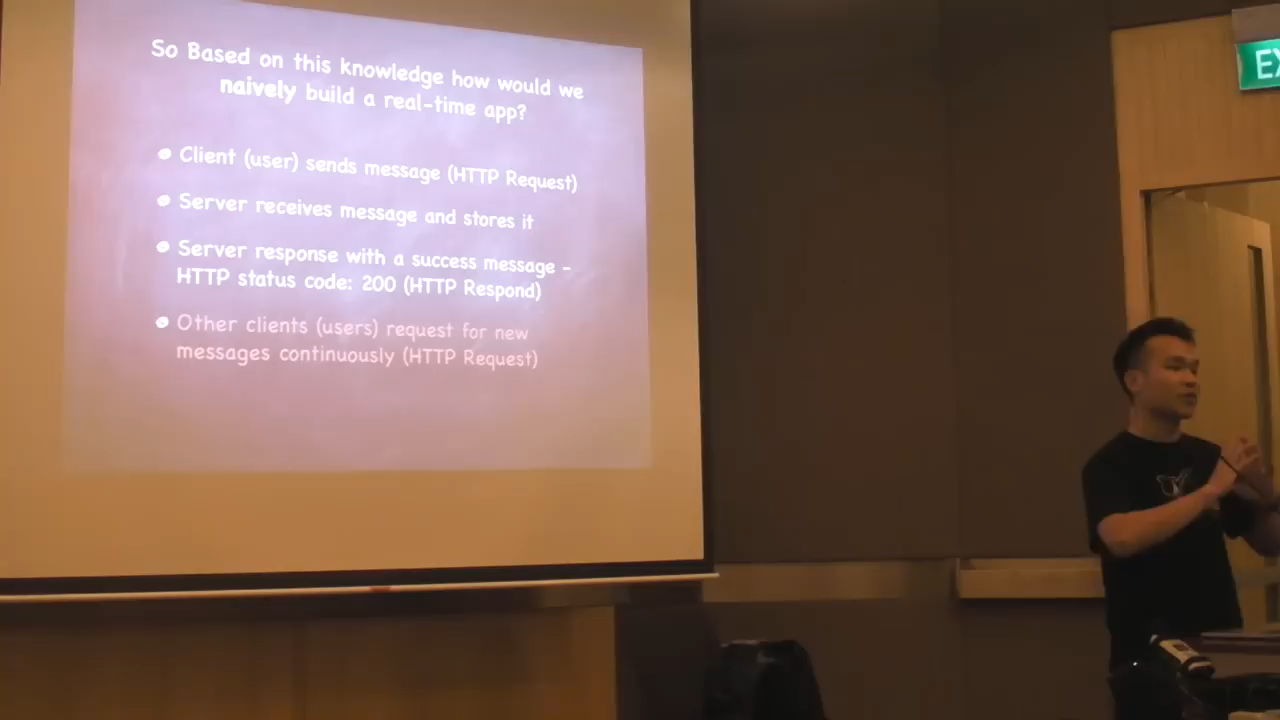 So Based on this knowledge how would we
naively build a real-time app?
Client (user) sends message (HTTP Request)
Server receives message and stores it
Server response with a success message -
HTTP status code: 200 (HTTP Respond)
Other clients (users) request for new
messages continuously (HTTP Request)
EX